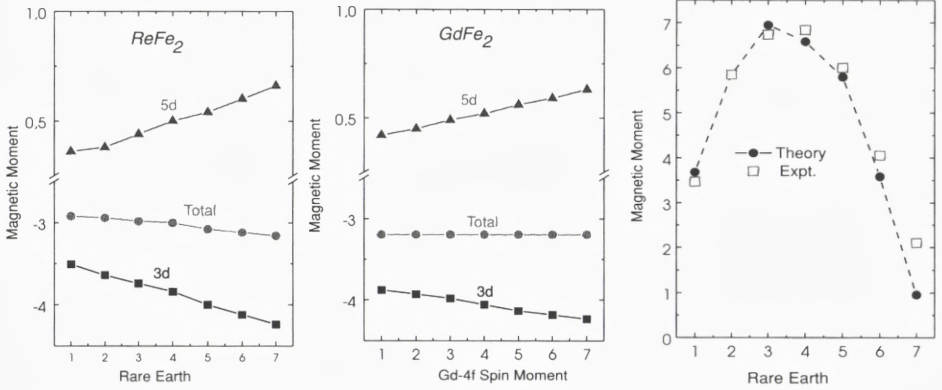 ReFe2
1.0
5d
0.5
Magnetic Moment
Total
-3
3d
-4
1 2 3 4 5 6 7
Rare Earth
GdFe2
1.0
5d
0.5
Magnetic Moment
Total
-3
3d
-4
1 2 3 4 5 6 7
Gd-4f Spin Moment
7
6
5
4
3
2
1
0
Magnetic Moment
Theory
Expt.
1 2 3 4 5 6 7
Rare Earth